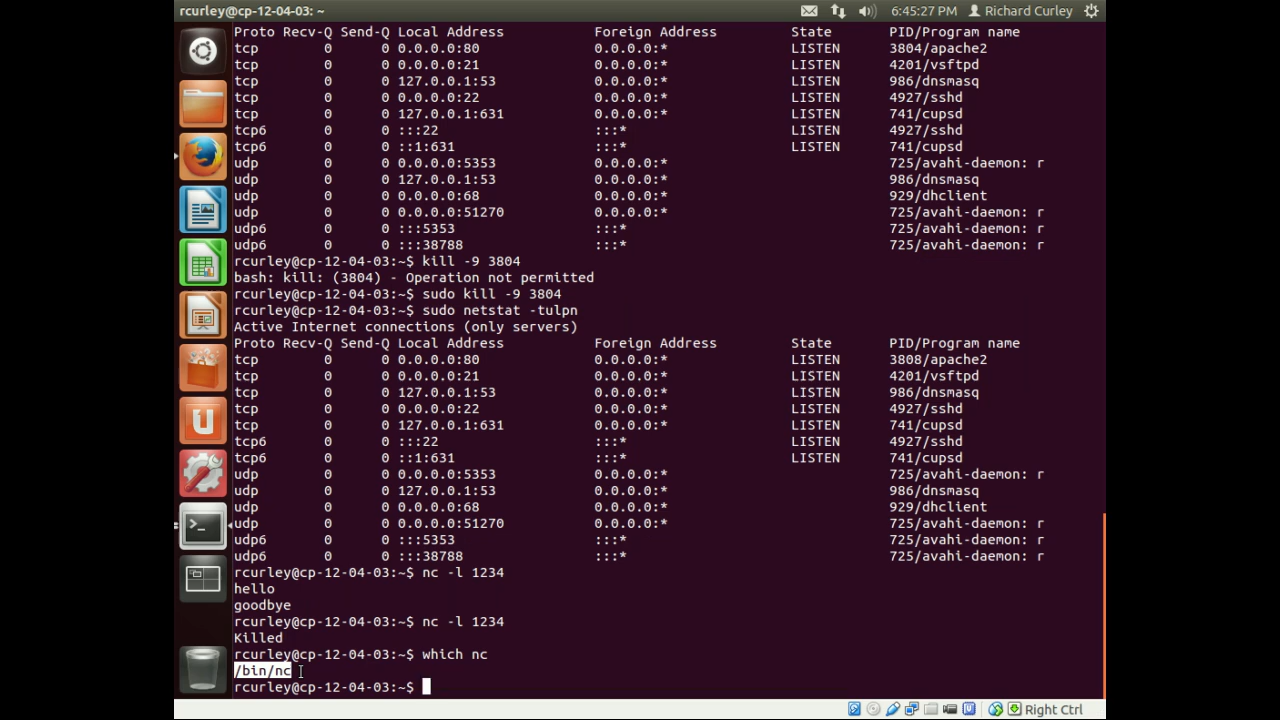 rcurley@cp-12-04-03: ~ 6:45:27 PM Richard Curley
Proto Recv-Q Send-Q Local Address Foreign Address State PID/Program name
tcp 0 0 0.0.0.0:80 0.0.0.0:* LISTEN 3804/apache2
tcp 0 0 0.0.0.0:21 0.0.0.0:* LISTEN 4201/vsftpd
tcp 0 0 127.0.0.1:53 0.0.0.0:* LISTEN 986/dnsmasq
tcp 0 0 0.0.0.0:22 0.0.0.0:* LISTEN 4927/sshd
tcp 0 0 127.0.0.1:631 0.0.0.0:* LISTEN 741/cupsd
tcp6 0 0 :::22 :::* LISTEN 4927/sshd
tcp6 0 0 ::1:631 :::* LISTEN 741/cupsd
udp 0 0 0.0.0.0:5353 0.0.0.0:* 725/avahi-daemon: r
udp 0 0 127.0.0.1:53 0.0.0.0:* 986/dnsmasq
udp 0 0 0.0.0.0:68 0.0.0.0:* 929/dhclient
udp 0 0 0.0.0.0:51270 0.0.0.0:* 725/avahi-daemon: r
udp6 0 0 :::5353 :::* 725/avahi-daemon: r
udp6 0 0 :::38788 :::* 725/avahi-daemon: r
rcurley@cp-12-04-03:~$ kill -9 3804
bash: kill: (3804) - Operation not permitted
rcurley@cp-12-04-03:~$ sudo kill -9 3804
rcurley@cp-12-04-03:~$ sudo netstat -tulpn
Active Internet connections (only servers)
Proto Recv-Q Send-Q Local Address Foreign Address State PID/Program name
tcp 0 0 0.0.0.0:80 0.0.0.0:* LISTEN 3808/apache2
tcp 0 0 0.0.0.0:21 0.0.0.0:* LISTEN 4201/vsftpd
tcp 0 0 127.0.0.1:53 0.0.0.0:* LISTEN 986/dnsmasq
tcp 0 0 0.0.0.0:22 0.0.0.0:* LISTEN 4927/sshd
tcp 0 0 127.0.0.1:631 0.0.0.0:* LISTEN 741/cupsd
tcp6 0 0 :::22 :::* LISTEN 4927/sshd
tcp6 0 0 ::1:631 :::* LISTEN 741/cupsd
udp 0 0 0.0.0.0:5353 0.0.0.0:* 725/avahi-daemon: r
udp 0 0 127.0.0.1:53 0.0.0.0:* 986/dnsmasq
udp 0 0 0.0.0.0:68 0.0.0.0:* 929/dhclient
udp 0 0 0.0.0.0:51270 0.0.0.0:* 725/avahi-daemon: r
udp6 0 0 :::5353 :::* 725/avahi-daemon: r
udp6 0 0 :::38788 :::* 725/avahi-daemon: r
rcurley@cp-12-04-03:~$ nc -l 1234
hello
goodbye
rcurley@cp-12-04-03:~$ nc -l 1234
Killed
rcurley@cp-12-04-03:~$ which nc
/bin/nc
rcurley@cp-12-04-03:~$
Right Ctrl